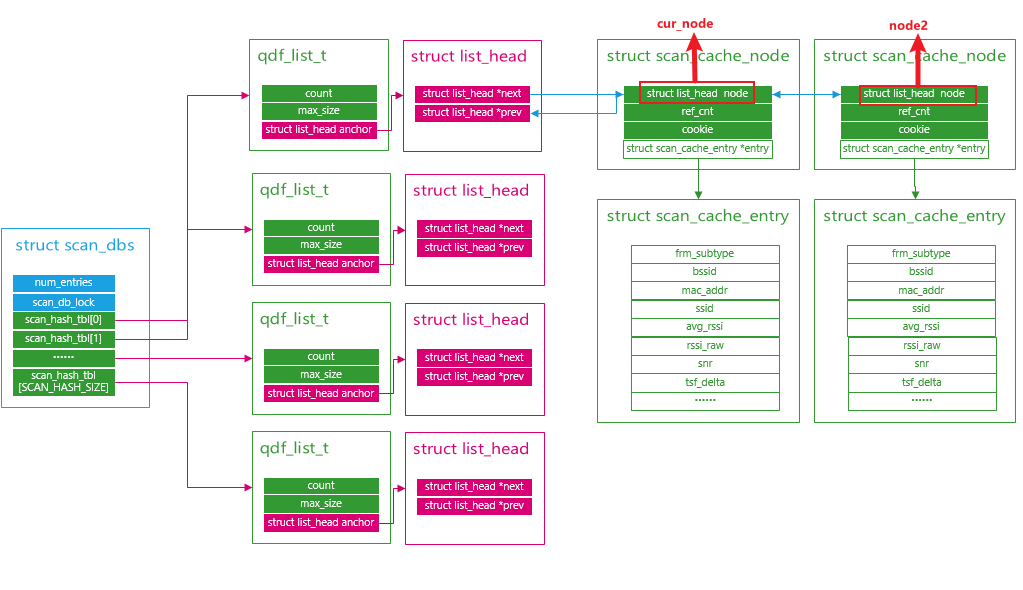 cur_node
node2
qdf_list_t
count
max_size
struct list_head anchor
struct list_head
struct list_head *next
struct list_head *prev
struct scan_cache_node
struct list_head  node
ref_cnt
cookie
struct scan_cache_entry *entry
struct scan_cache_node
struct list_head  node
ref_cnt
cookie
struct scan_cache_entry *entry
qdf_list_t
count
max_size
struct list_head anchor
struct list_head
struct list_head *next
struct list_head *prev
struct scan_dbs
num_entries
scan_db_lock
scan_hash_tbl[0]
scan_hash_tbl[1]
······
scan_hash_tbl
[SCAN_HASH_SIZE]
struct scan_cache_entry
frm_subtype
bssid
mac_addr
ssid
avg_rssi
rssi_raw
snr
tsf_delta
······
struct scan_cache_entry
frm_subtype
bssid
mac_addr
ssid
avg_rssi
rssi_raw
snr
tsf_delta
······
qdf_list_t
count
max_size
struct list_head anchor
struct list_head
struct list_head *next
struct list_head *prev
qdf_list_t
count
max_size
struct list_head anchor
struct list_head
struct list_head *next
struct list_head *prev